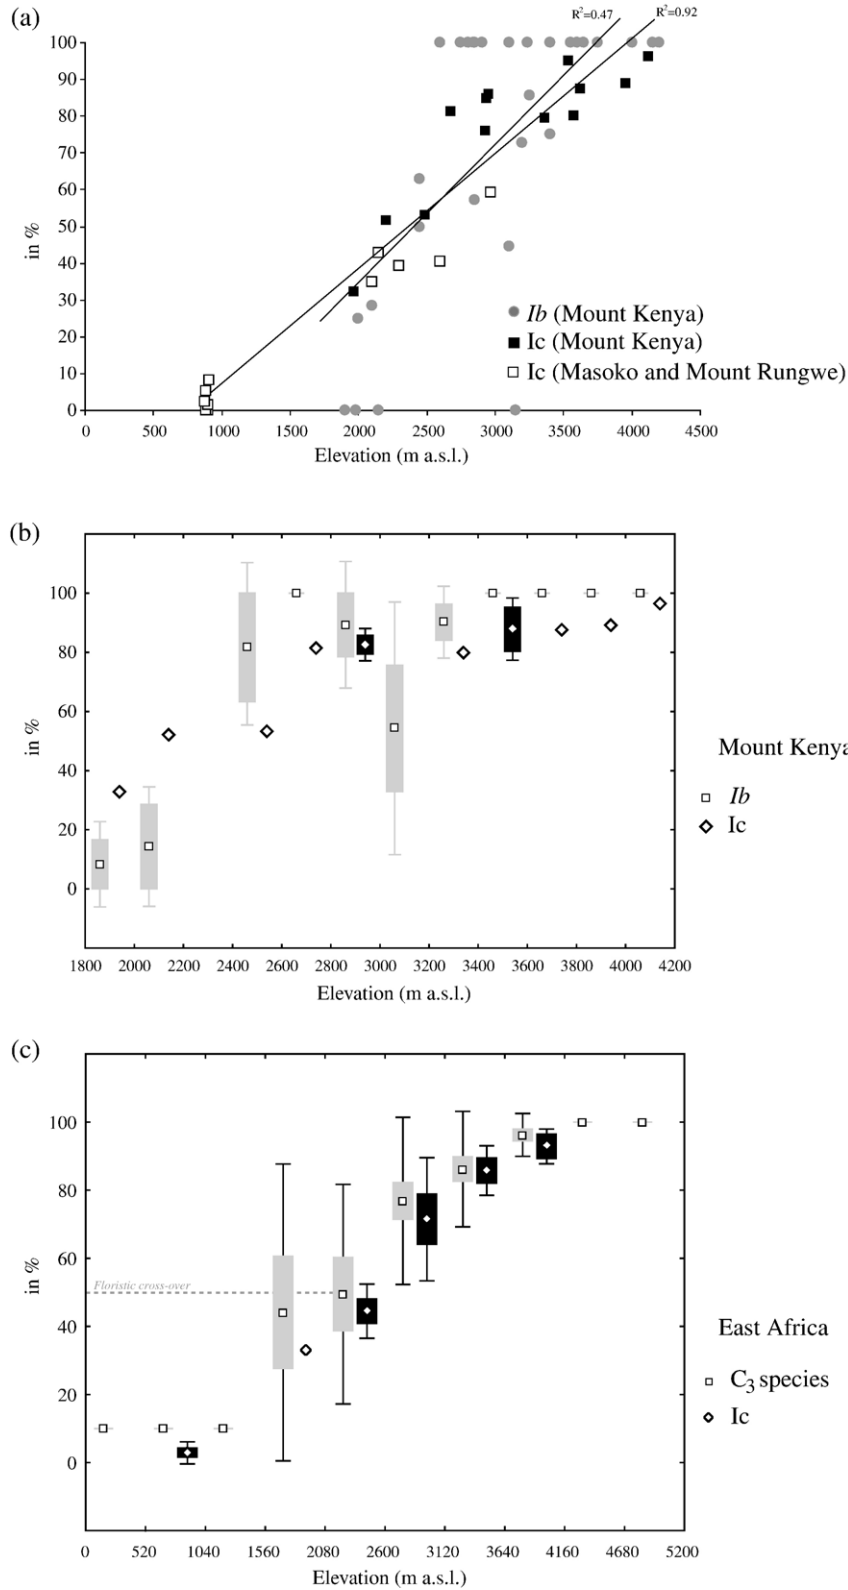 (a)
R²=0.47
R²=0.92
100
90
80
70
60
50
40
30
20
10
0
in %
Ib (Mount Kenya)
Ic (Mount Kenya)
Ic (Masoko and Mount Rungwe)
0 500 1000 1500 2000 2500 3000 3500 4000 4500
Elevation (m a.s.l.)
(b)
100
80
60
40
20
0
in %
Mount Kenya
Ib
Ic
1800 2000 2200 2400 2600 2800 3000 3200 3400 3600 3800 4000 4200
Elevation (m a.s.l.)
(c)
100
80
60
40
20
0
in %
Floristic cross-over
East Africa
C₃ species
Ic
0 520 1040 1560 2080 2600 3120 3640 4160 4680 5200
Elevation (m a.s.l.)